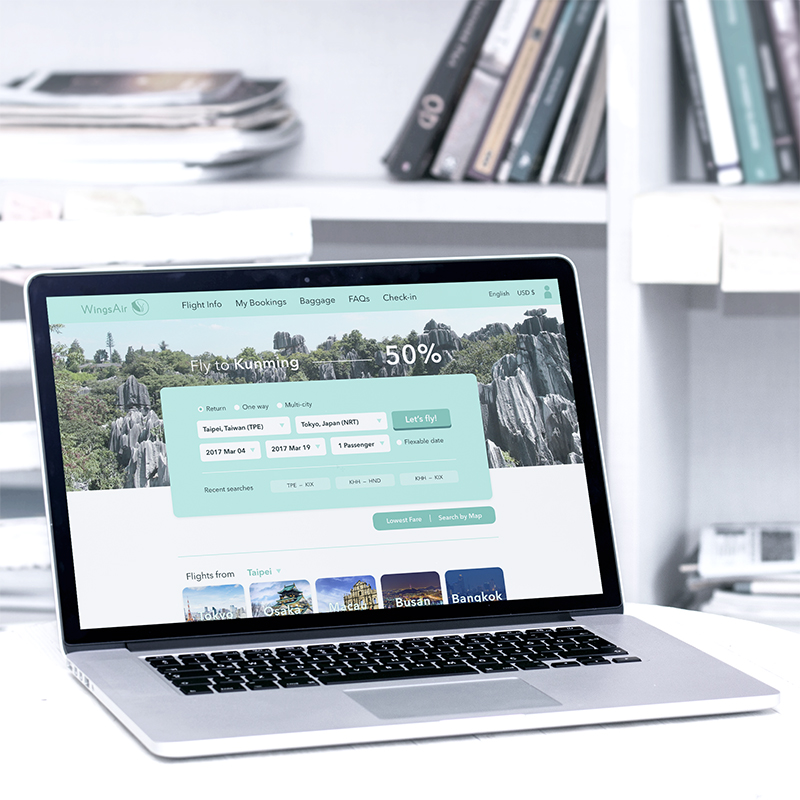 WingsAir
Flight Info My Bookings Baggage FAQs Check-in
English USD $
Fly to Kunming 50%
Return One way Multi-city
Taipei, Taiwan (TPE) Tokyo, Japan (NRT) Let's fly!
2017 Mar 04 2017 Mar 19 1 Passenger Flexable date
Recent searches TPE – KIX KHH – HND KHH – KIX
Lowest Fare | Search by Map
Flights from Taipei
Tokyo Osaka Macao Busan Bangkok